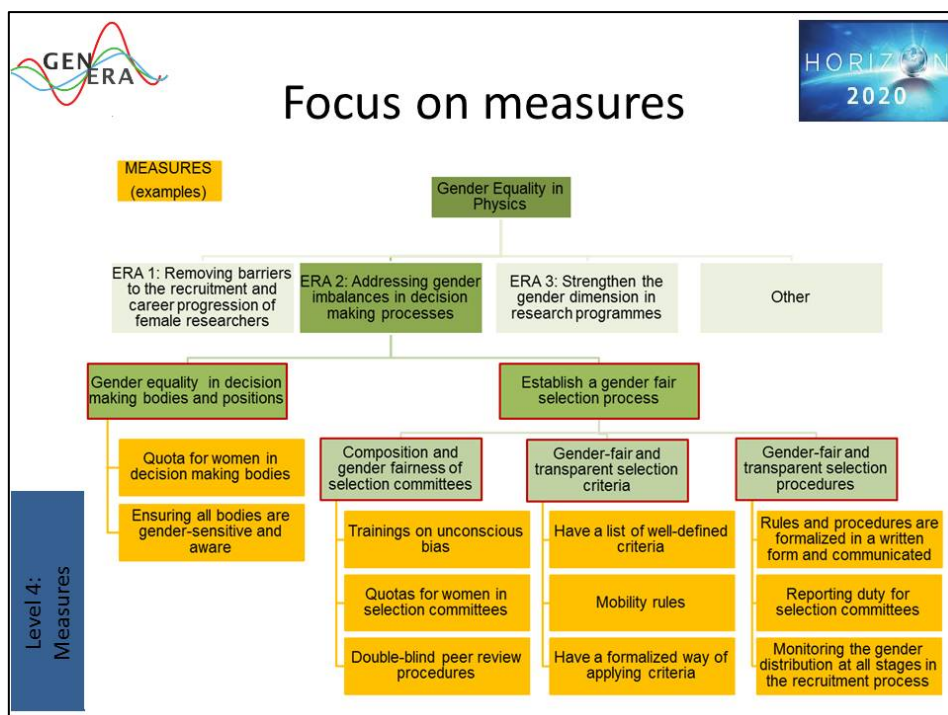 GEN
ERA
HORIZON
2020
Focus on measures
MEASURES
(examples)
Gender Equality in
Physics
ERA 1: Removing barriers
to the recruitment and
career progression of
female researchers
ERA 2: Addressing gender
imbalances in decision
making processes
ERA 3: Strengthen the
gender dimension in
research programmes
Other
Gender equality in decision
making bodies and positions
Establish a gender fair
selection process
Quota for women in
decision making bodies
Ensuring all bodies are
gender-sensitive and
aware
Composition and
gender fairness of
selection committees
Trainings on unconscious
bias
Quotas for women in
selection committees
Double-blind peer review
procedures
Gender-fair and
transparent selection
criteria
Have a list of well-defined
criteria
Mobility rules
Have a formalized way of
applying criteria
Gender-fair and
transparent selection
procedures
Rules and procedures are
formalized in a written
form and communicated
Reporting duty for
selection committees
Monitoring the gender
distribution at all stages in
the recruitment process
Level 4:
Measures